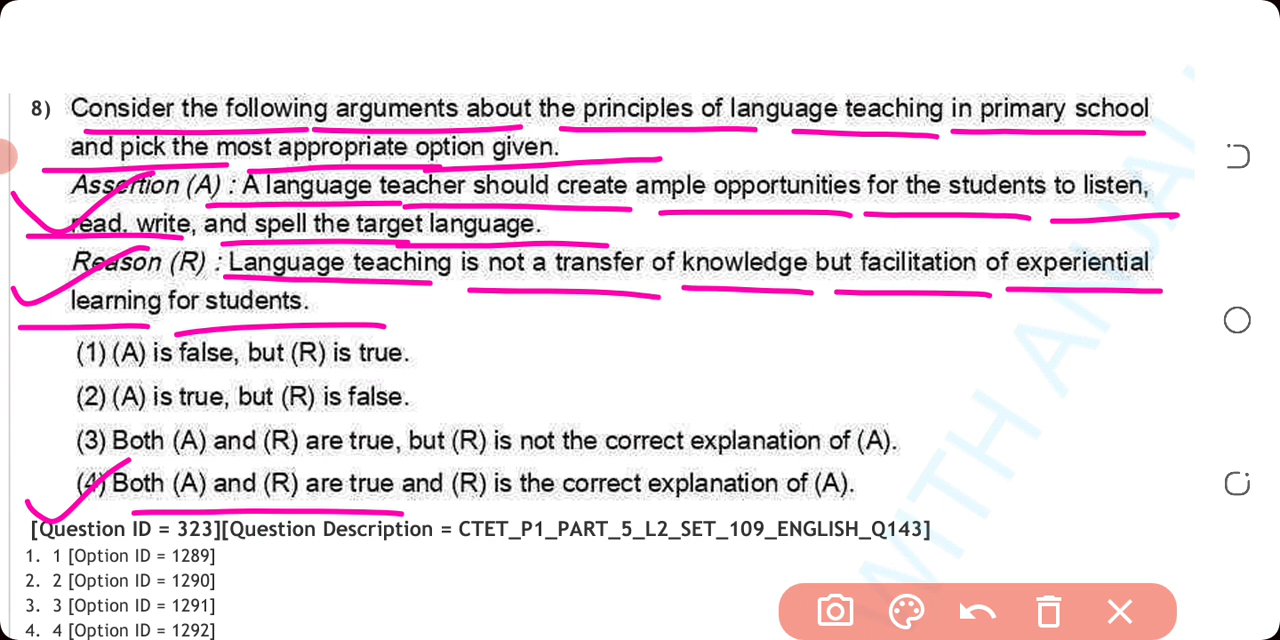 8) Consider the following arguments about the principles of language teaching in primary school
and pick the most appropriate option given.
Assertion (A) : A language teacher should create ample opportunities for the students to listen,
read. write, and spell the target language.
Reason (R) : Language teaching is not a transfer of knowledge but facilitation of experiential
learning for students.
(1) (A) is false, but (R) is true.
(2) (A) is true, but (R) is false.
(3) Both (A) and (R) are true, but (R) is not the correct explanation of (A).
(4) Both (A) and (R) are true and (R) is the correct explanation of (A).
[Question ID = 323][Question Description = CTET_P1_PART_5_L2_SET_109_ENGLISH_Q143]
1. 1 [Option ID = 1289]
2. 2 [Option ID = 1290]
3. 3 [Option ID = 1291]
4. 4 [Option ID = 1292]
WITH ANJALI